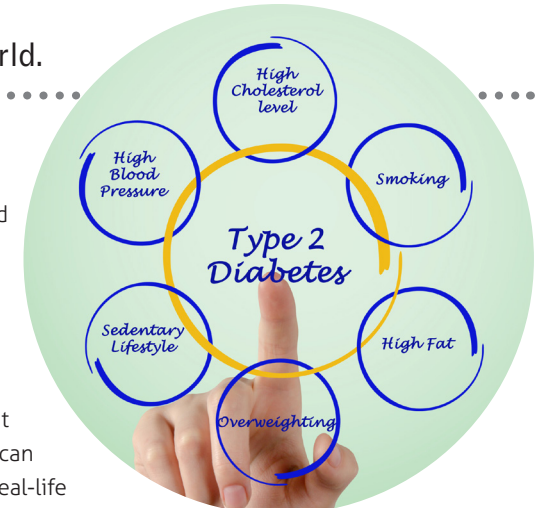 rld.
High
Cholesterol
level
High
Blood
Pressure
Smoking
d
Type 2
Diabetes
Sedentary
Lifestyle
High Fat
Overweighting
t
can
eal-life